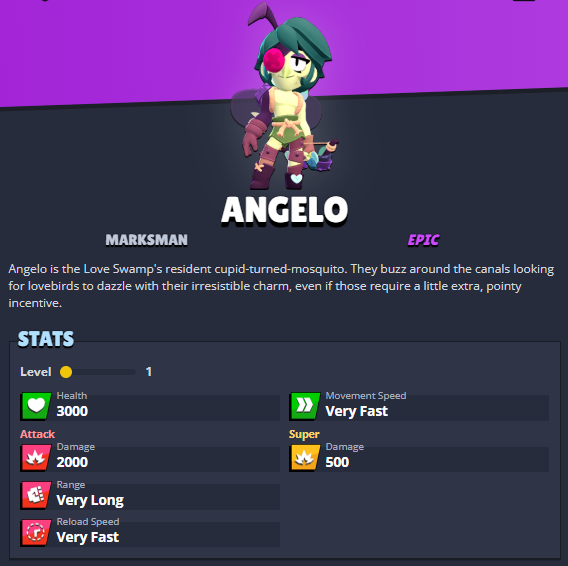 ANGELO
MARKSMAN
EPIC
Angelo is the Love Swamp's resident cupid-turned-mosquito. They buzz around the canals looking
for lovebirds to dazzle with their irresistible charm, even if those require a little extra, pointy
incentive.
STATS
Level 1
Health
3000
Movement Speed
Very Fast
Attack
Damage
2000
Super
Damage
500
Range
Very Long
Reload Speed
Very Fast